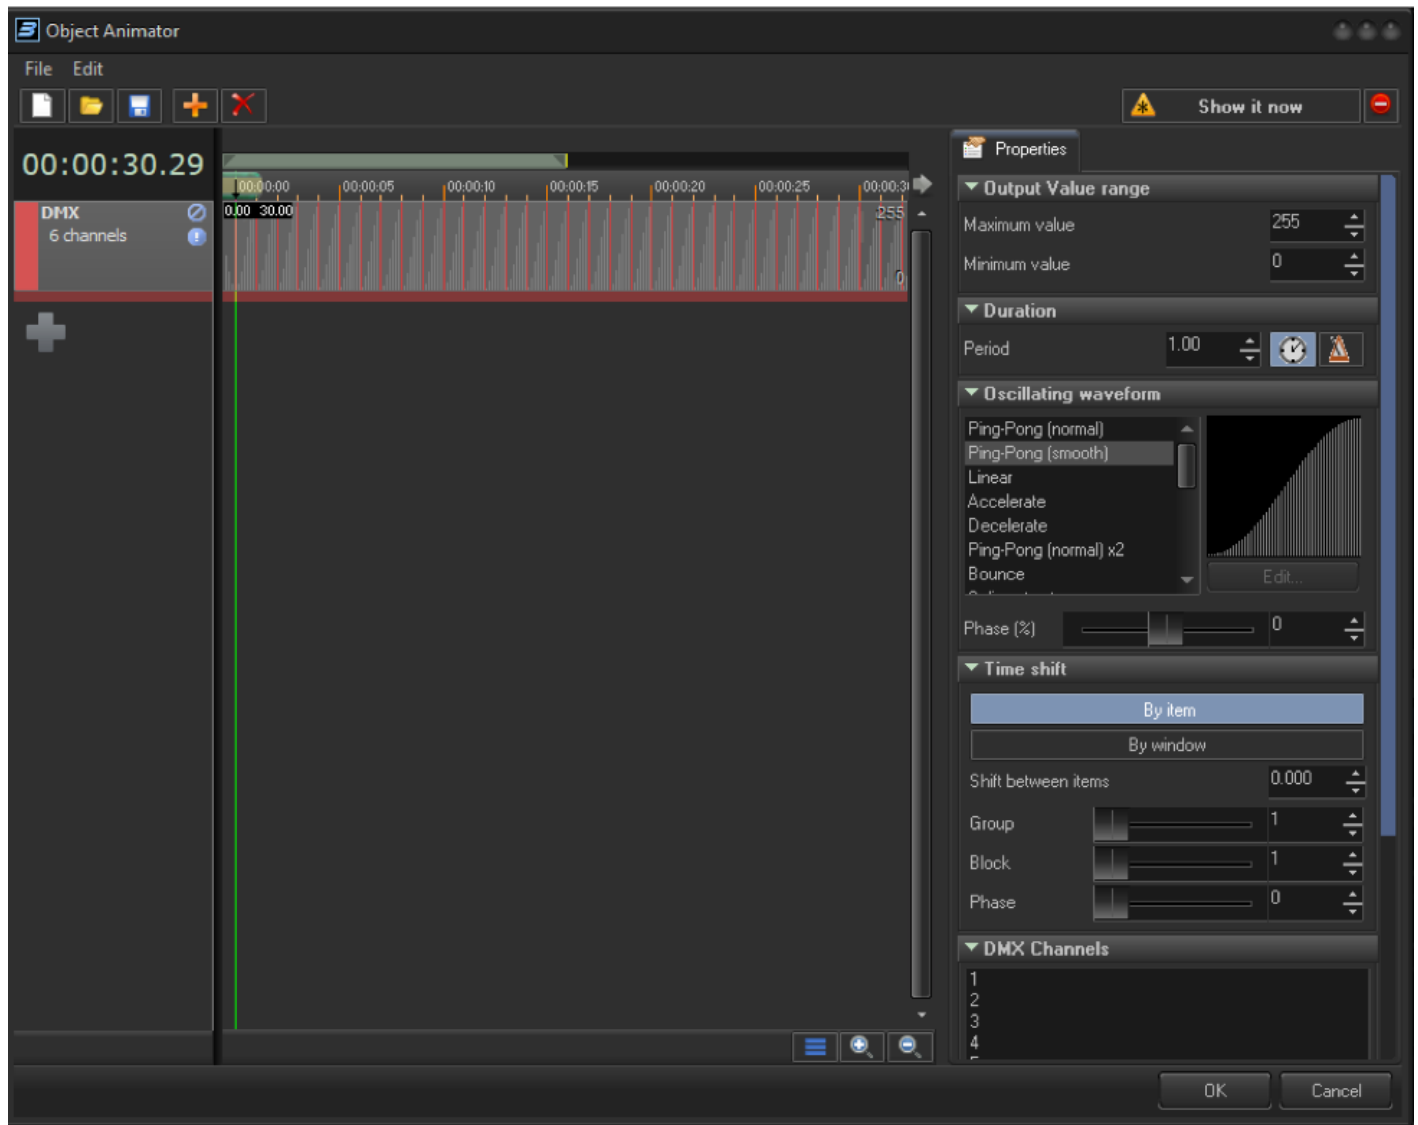 Object Animator
File Edit
Show it now
00:00:30.29
Properties
00:00:00 00:00:05 00:00:10 00:00:15 00:00:20 00:00:25
DMX
6 channels
0.00 30.00
255
0
Output Value range
Maximum value 255
Minimum value 0
Duration
Period 1.00
Oscillating waveform
Ping-Pong (normal)
Ping-Pong (smooth)
Linear
Accelerate
Decelerate
Ping-Pong (normal) x2
Bounce
Edit...
Phase (%) 0
Time shift
By item
By window
Shift between items 0.000
Group 1
Block 1
Phase 0
DMX Channels
1
2
3
4
OK Cancel